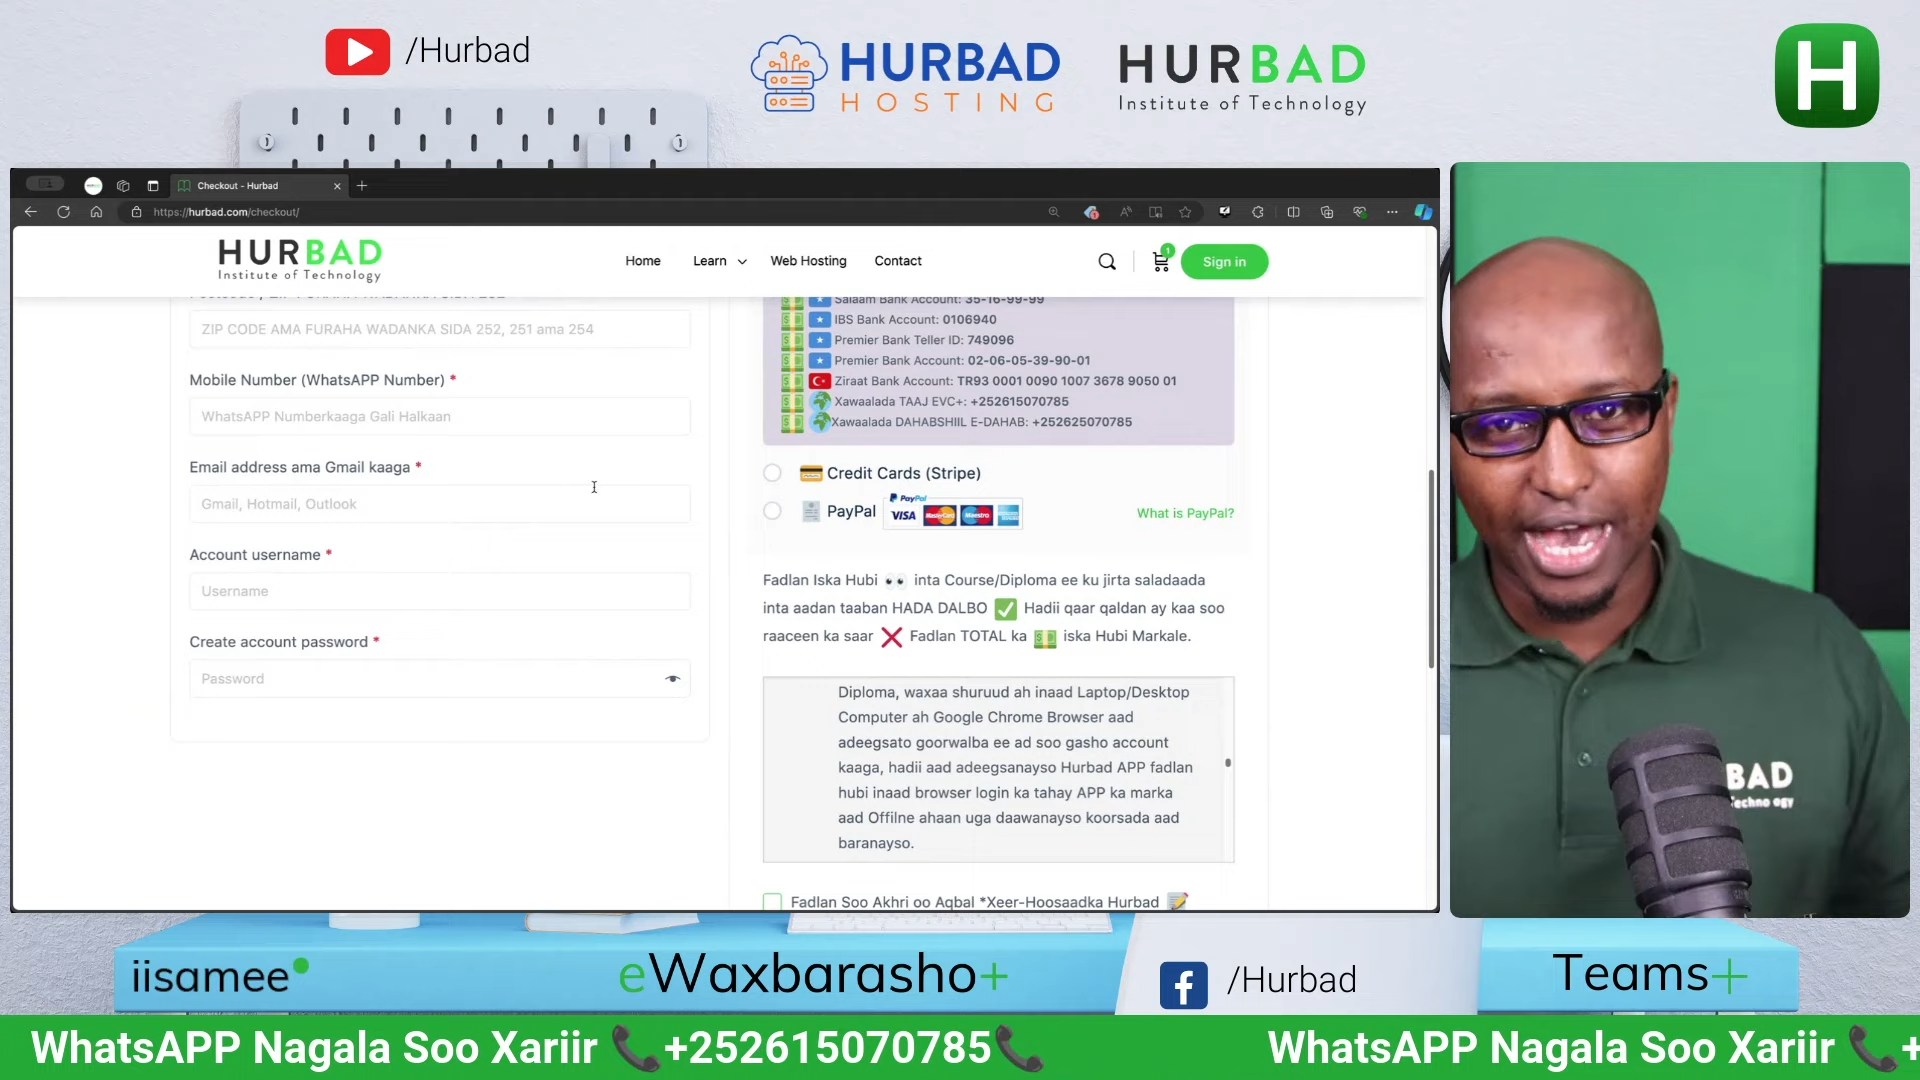 /Hurbad
HURBAD
HOSTING
HURBAD
Institute of Technology
H
Checkout - Hurbad
https://hurbad.com/checkout/
HURBAD
Institute of Technology
Home
Learn
Web Hosting
Contact
1
Sign in
ZIP CODE AMA FURAHA WADANKA SIDA 252, 251 ama 254
Mobile Number (WhatsAPP Number) *
WhatsAPP Numberkaaga Gali Halkaan
Email address ama Gmail kaaga *
Gmail, Hotmail, Outlook
Account username *
Username
Create account password *
Password
Salaam Bank Account: 35-16-99-99
IBS Bank Account: 0106940
Premier Bank Teller ID: 749096
Premier Bank Account: 02-06-05-39-90-01
Ziraat Bank Account: TR93 0001 0090 1007 3678 9050 01
Xawaalada TAAJ EVC+: +252615070785
Xawaalada DAHABSHIIL E-DAHAB: +252625070785
Credit Cards (Stripe)
PayPal
PayPal
VISA
MasterCard
Maestro
What is PayPal?
Fadlan Iska Hubi 👀 inta Course/Diploma ee ku jirta saladaada
inta aadan taaban HADA DALBO ✅ Hadii qaar qaldan ay kaa soo
raaceen ka saar ❌ Fadlan TOTAL ka 💵 iska Hubi Markale.
Diploma, waxaa shuruud ah inaad Laptop/Desktop
Computer ah Google Chrome Browser aad
adeegsato goorwalba ee ad soo gasho account
kaaga, hadii aad adeegsanayso Hurbad APP fadlan
hubi inaad browser login ka tahay APP ka marka
aad Offilne ahaan uga daawanayso koorsada aad
baranayso.
Fadlan Soo Akhri oo Aqbal *Xeer-Hoosaadka Hurbad 📝
BAD
iisamee
eWaxbarasho+
/Hurbad
Teams+
WhatsAPP Nagala Soo Xariir 📞+252615070785📞
WhatsAPP Nagala Soo Xariir 📞+